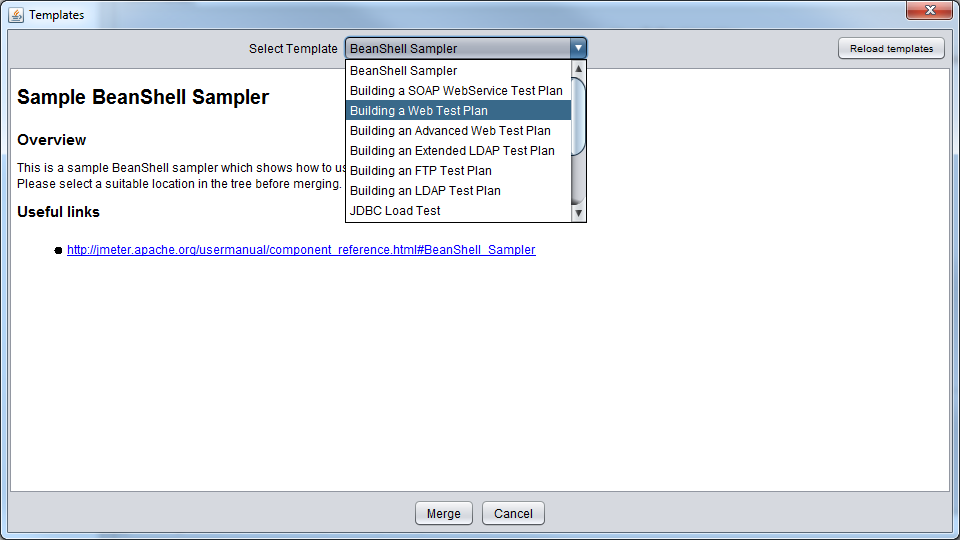 Templates
Select Template BeanShell Sampler Reload templates
BeanShell Sampler
Building a SOAP WebService Test Plan
Building a Web Test Plan
Building an Advanced Web Test Plan
Building an Extended LDAP Test Plan
Building an FTP Test Plan
Building an LDAP Test Plan
JDBC Load Test
Sample BeanShell Sampler
Overview
This is a sample BeanShell sampler which shows how to
Please select a suitable location in the tree before merging.
Useful links
http://jmeter.apache.org/usermanual/component_reference.html#BeanShell_Sampler
Merge Cancel